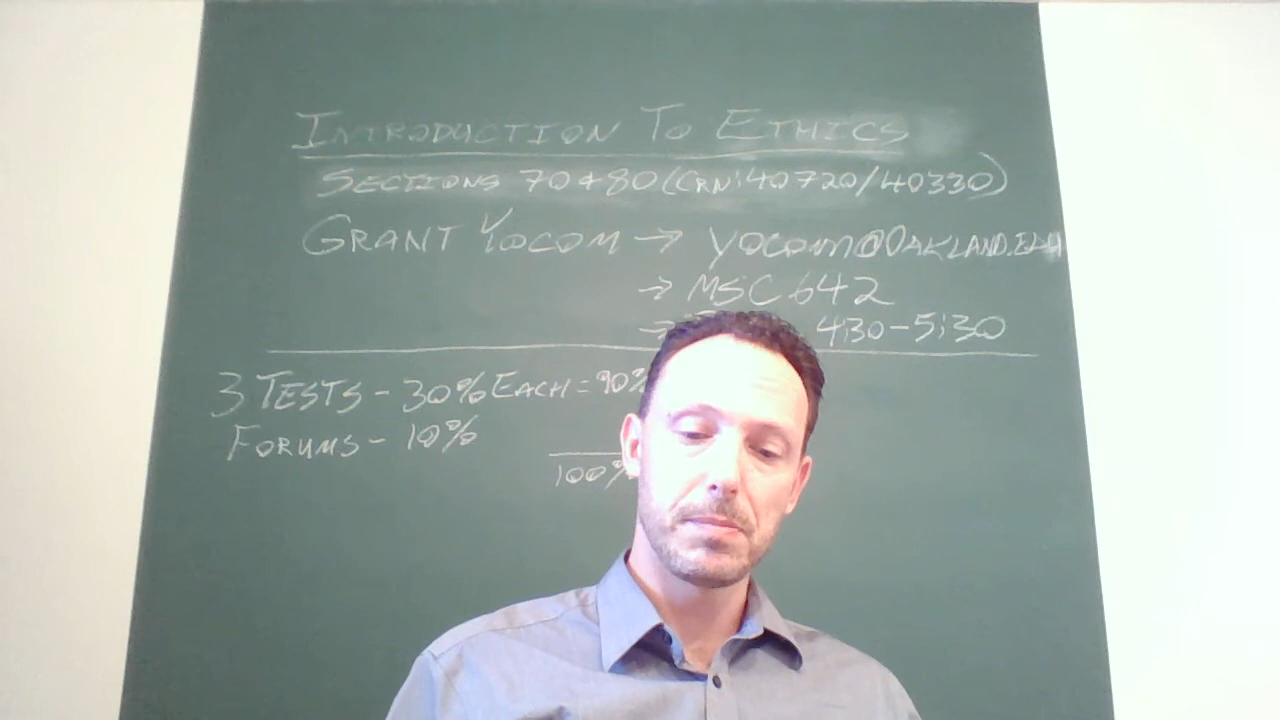 INTRODUCTION TO ETHICS
SECTIONS 70+80 (CRN:40720/40330)
GRANT YOCOM → YOCOM@OAKLAND.EDU
→ MSC 642
→ 4:30-5:30
3 TESTS - 30% EACH = 90%
FORUMS - 10%
100%